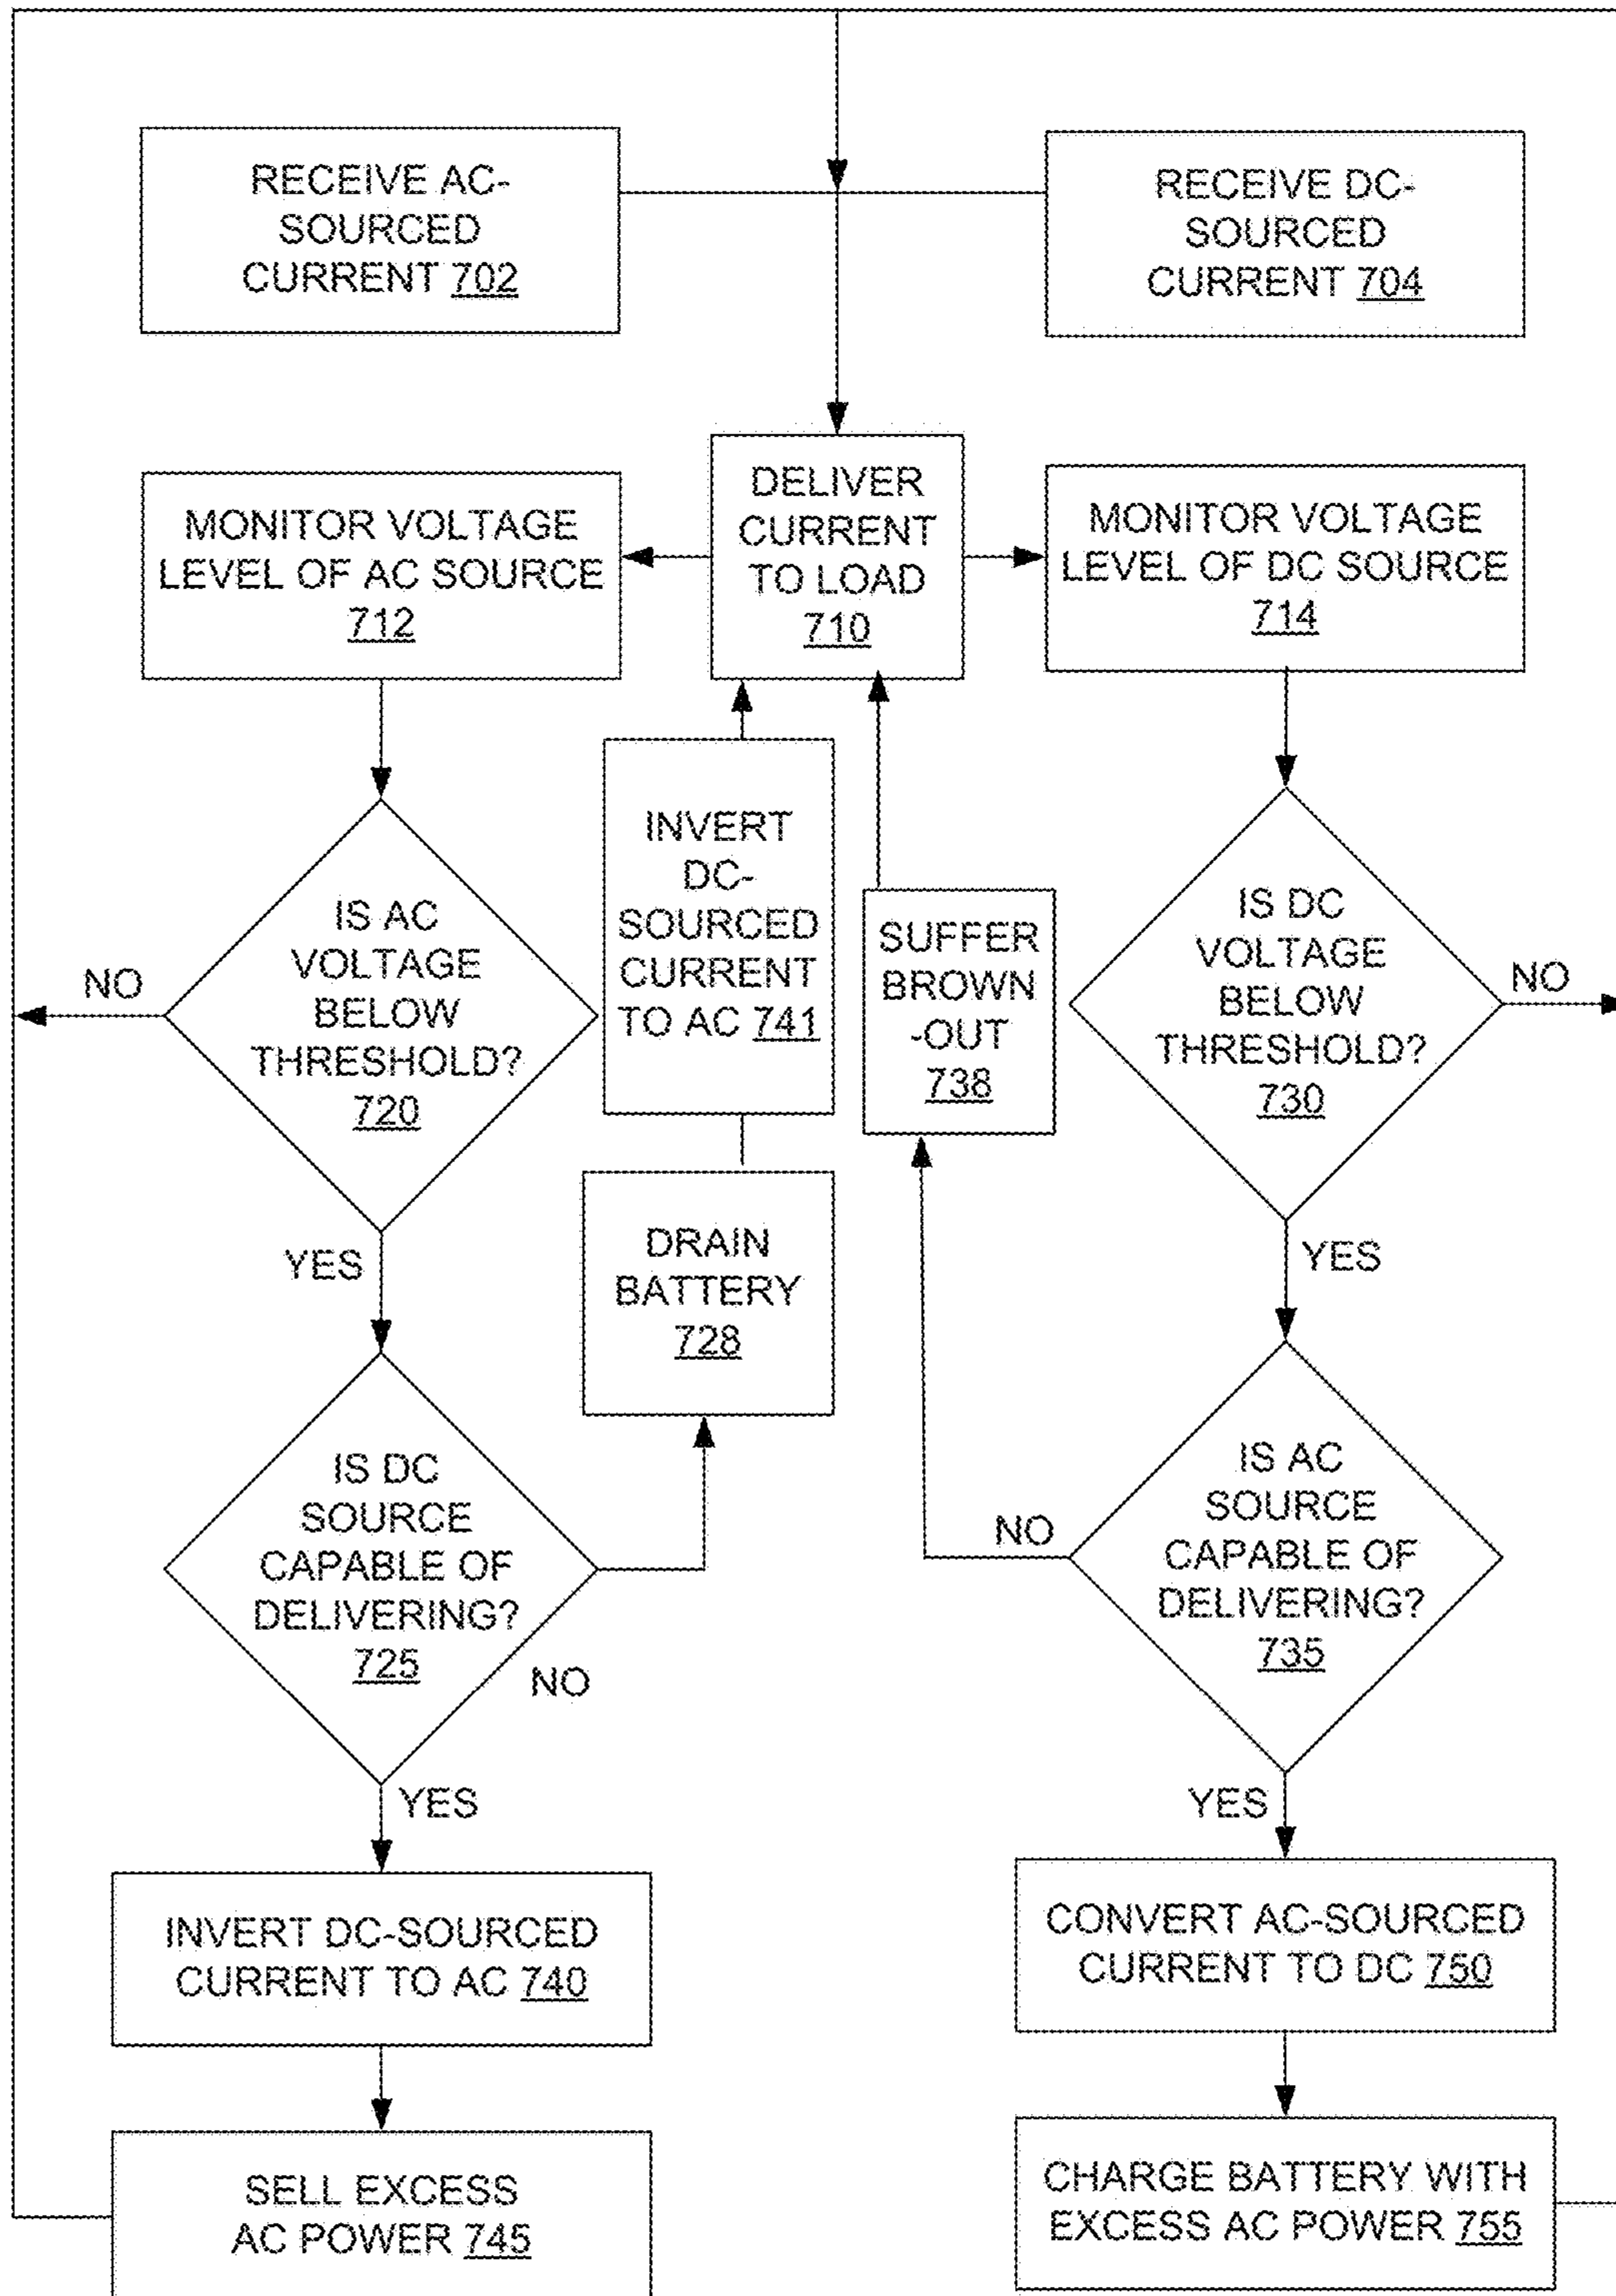 RECEIVE AC-
SOURCED
CURRENT 702
RECEIVE DC-
SOURCED
CURRENT 704
DELIVER
CURRENT
TO LOAD
710
MONITOR VOLTAGE
LEVEL OF AC SOURCE
712
MONITOR VOLTAGE
LEVEL OF DC SOURCE
714
IS AC
VOLTAGE
BELOW
THRESHOLD?
720
NO
YES
INVERT
DC-
SOURCED
CURRENT
TO AC 741
SUFFER
BROWN
-OUT
738
IS DC
VOLTAGE
BELOW
THRESHOLD?
730
NO
YES
DRAIN
BATTERY
728
IS DC
SOURCE
CAPABLE OF
DELIVERING?
725
NO
YES
IS AC
SOURCE
CAPABLE OF
DELIVERING?
735
NO
YES
INVERT DC-SOURCED
CURRENT TO AC 740
CONVERT AC-SOURCED
CURRENT TO DC 750
SELL EXCESS
AC POWER 745
CHARGE BATTERY WITH
EXCESS AC POWER 755